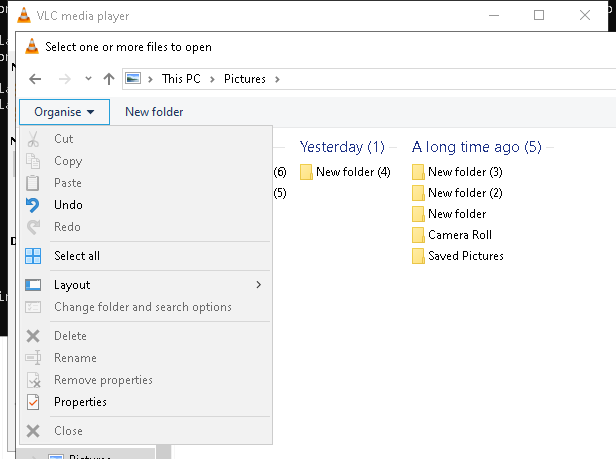 VLC media player
Select one or more files to open
This PC
Pictures
Organise
New folder
Cut
Copy
Paste
Undo
Redo
Select all
Layout
Change folder and search options
Delete
Rename
Remove properties
Properties
Close
(6)
(5)
Yesterday (1)
New folder (4)
A long time ago (5)
New folder (3)
New folder (2)
New folder
Camera Roll
Saved Pictures
Pictures